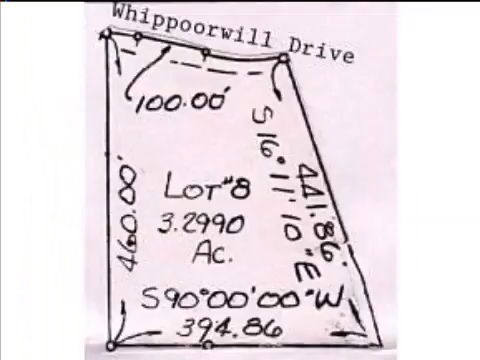 Whippoorwill Drive
100.00'
S 16° 11' 10" E
441.86'
460.00'
LOT #8
3.2990
Ac.
S90°00'00"W
394.86